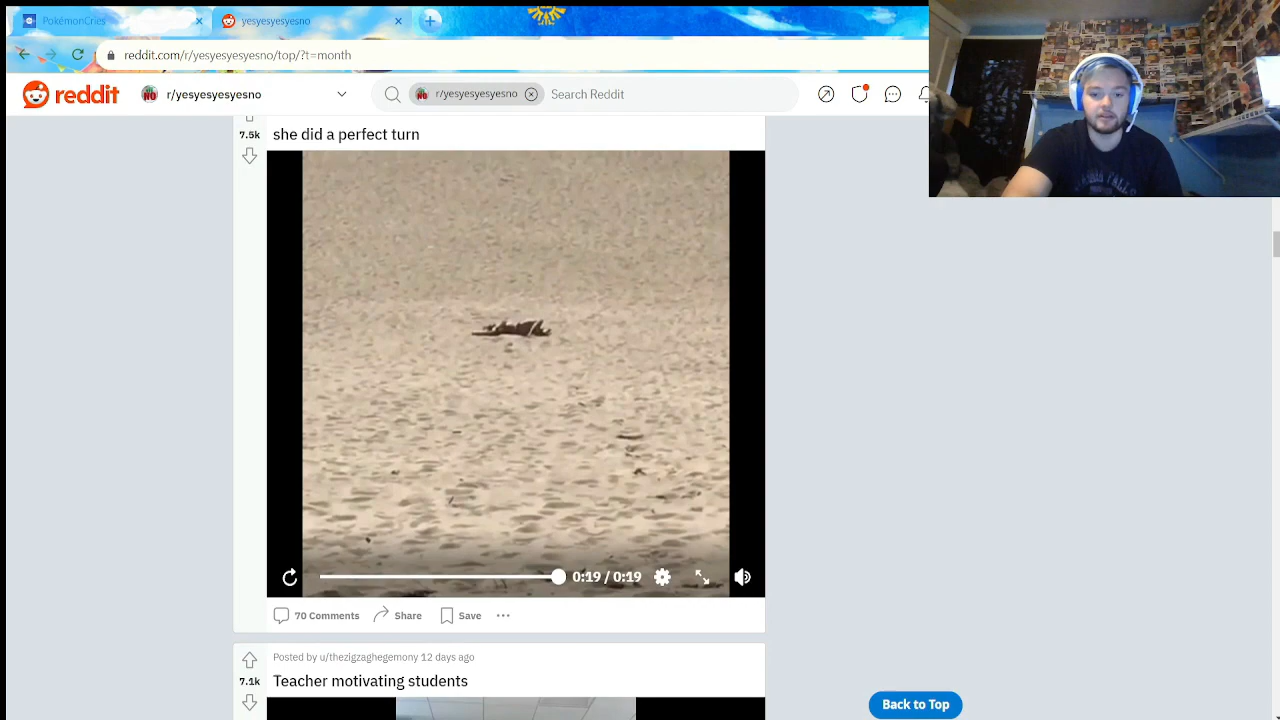 PokémonCries
yesyesyesyesno
reddit.com/r/yesyesyesyesno/top/?t=month
reddit
r/yesyesyesyesno
r/yesyesyesyesno
Search Reddit
7.5k
she did a perfect turn
0:19 / 0:19
70 Comments
Share
Save
Posted by u/thezigzaghegemony 12 days ago
7.1k
Teacher motivating students
Back to Top